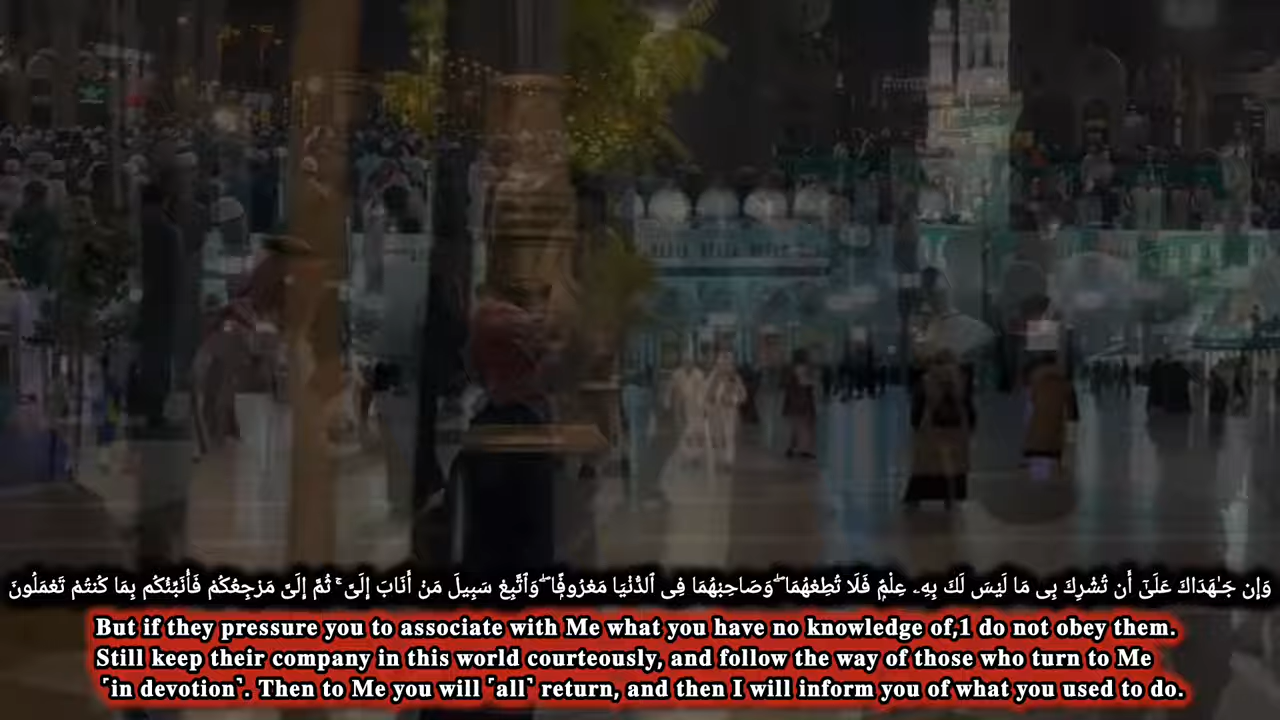 وَإِن جَـٰهَدَاكَ عَلَىٰٓ أَن تُشْرِكَ بِى مَا لَيْسَ لَكَ بِهِۦ عِلْمٌۭ فَلَا تُطِعْهُمَا ۖ وَصَاحِبْهُمَا فِى ٱلدُّنْيَا مَعْرُوفًۭا ۖ وَٱتَّبِعْ سَبِيلَ مَنْ أَنَابَ إِلَىَّ ۚ ثُمَّ إِلَىَّ مَرْجِعُكُمْ فَأُنَبِّئُكُم بِمَا كُنتُمْ تَعْمَلُونَ
But if they pressure you to associate with Me what you have no knowledge of,1 do not obey them.
Still keep their company in this world courteously, and follow the way of those who turn to Me
˹in devotion˺. Then to Me you will ˹all˺ return, and then I will inform you of what you used to do.